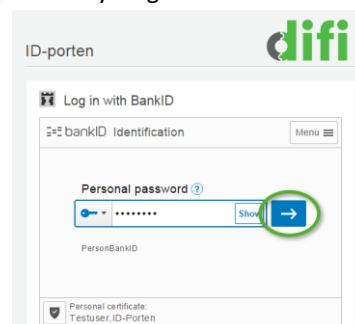 difi
ID-porten
Log in with BankID
bankID Identification
Menu
Personal password ?
........
Show
PersonBankID
Personal certificate:
Testuser, ID-Porten